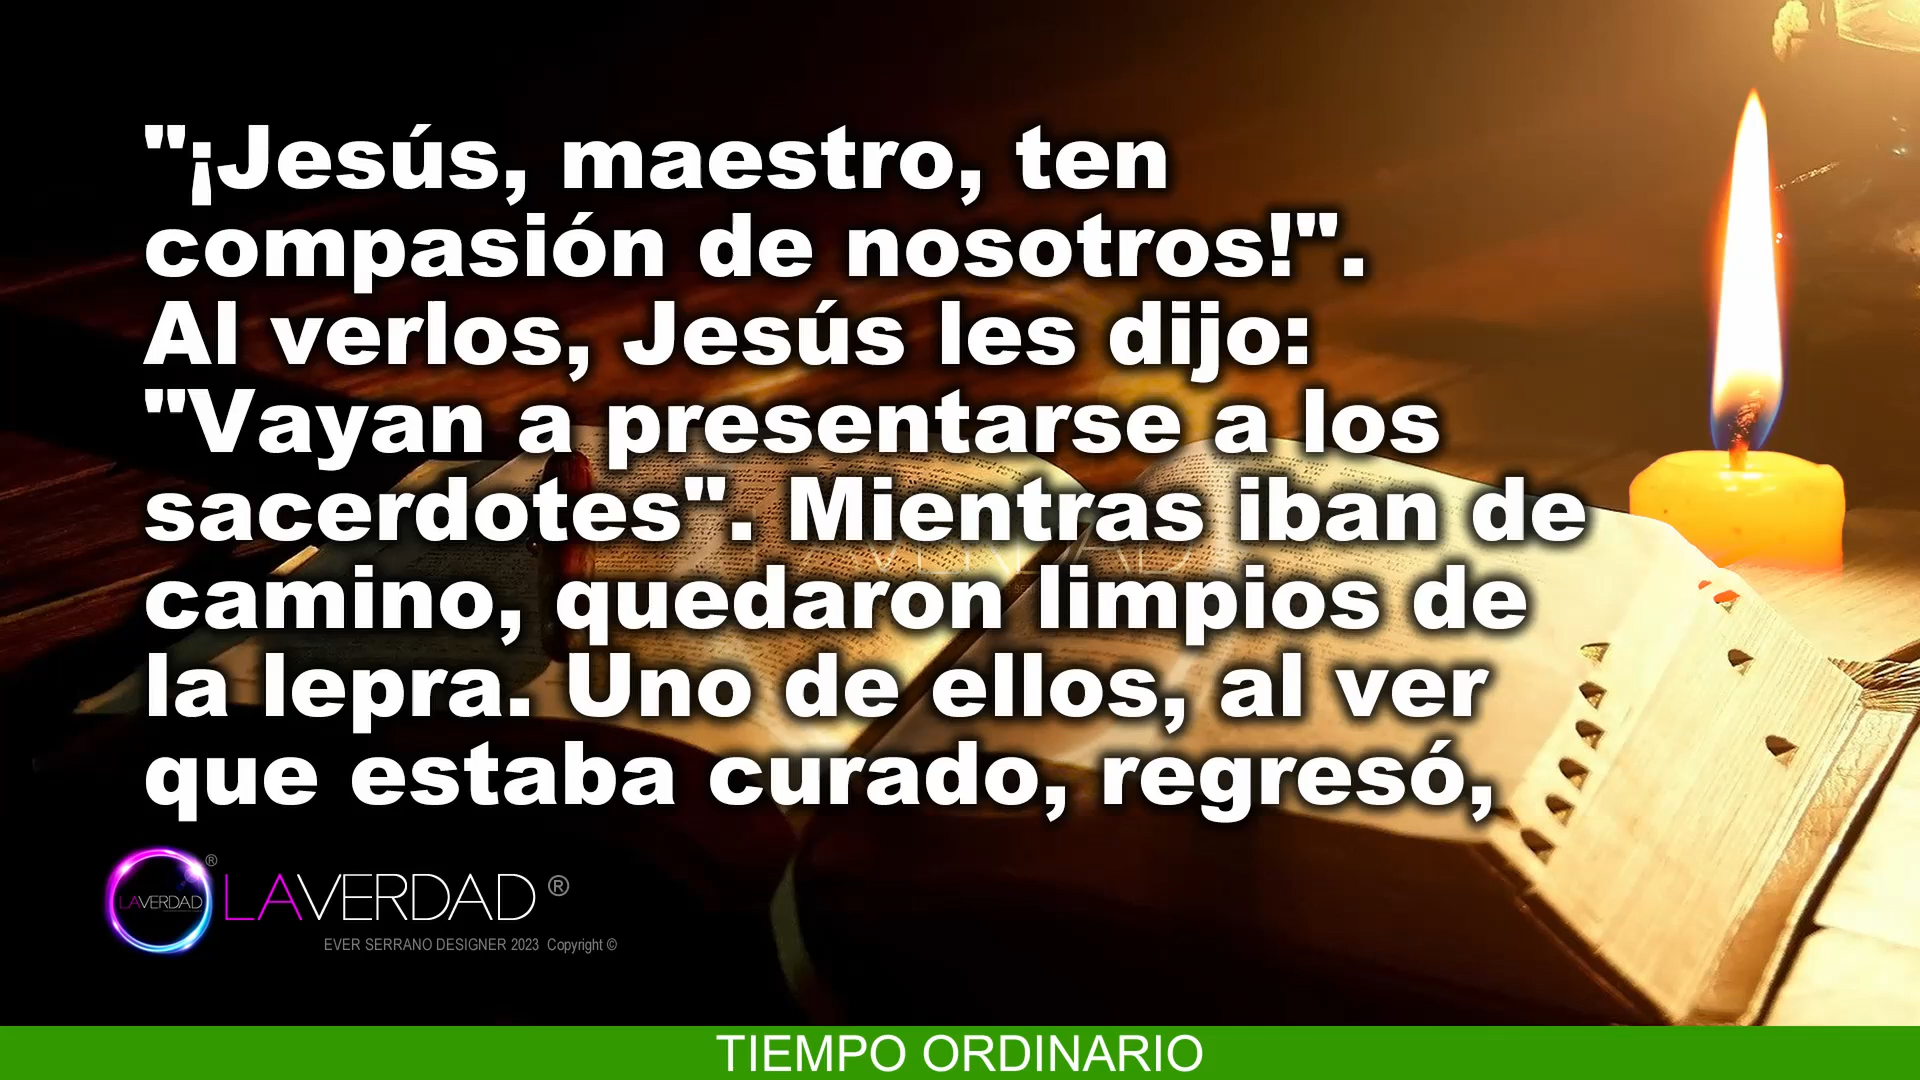 "¡Jesús, maestro, ten
compasión de nosotros!".
Al verlos, Jesús les dijo:
"Vayan a presentarse a los
sacerdotes". Mientras iban de
camino, quedaron limpios de
la lepra. Uno de ellos, al ver
que estaba curado, regresó,
LAVERDAD ®
LAVERDAD ®
EVER SERRANO DESIGNER 2023 Copyright ©
TIEMPO ORDINARIO